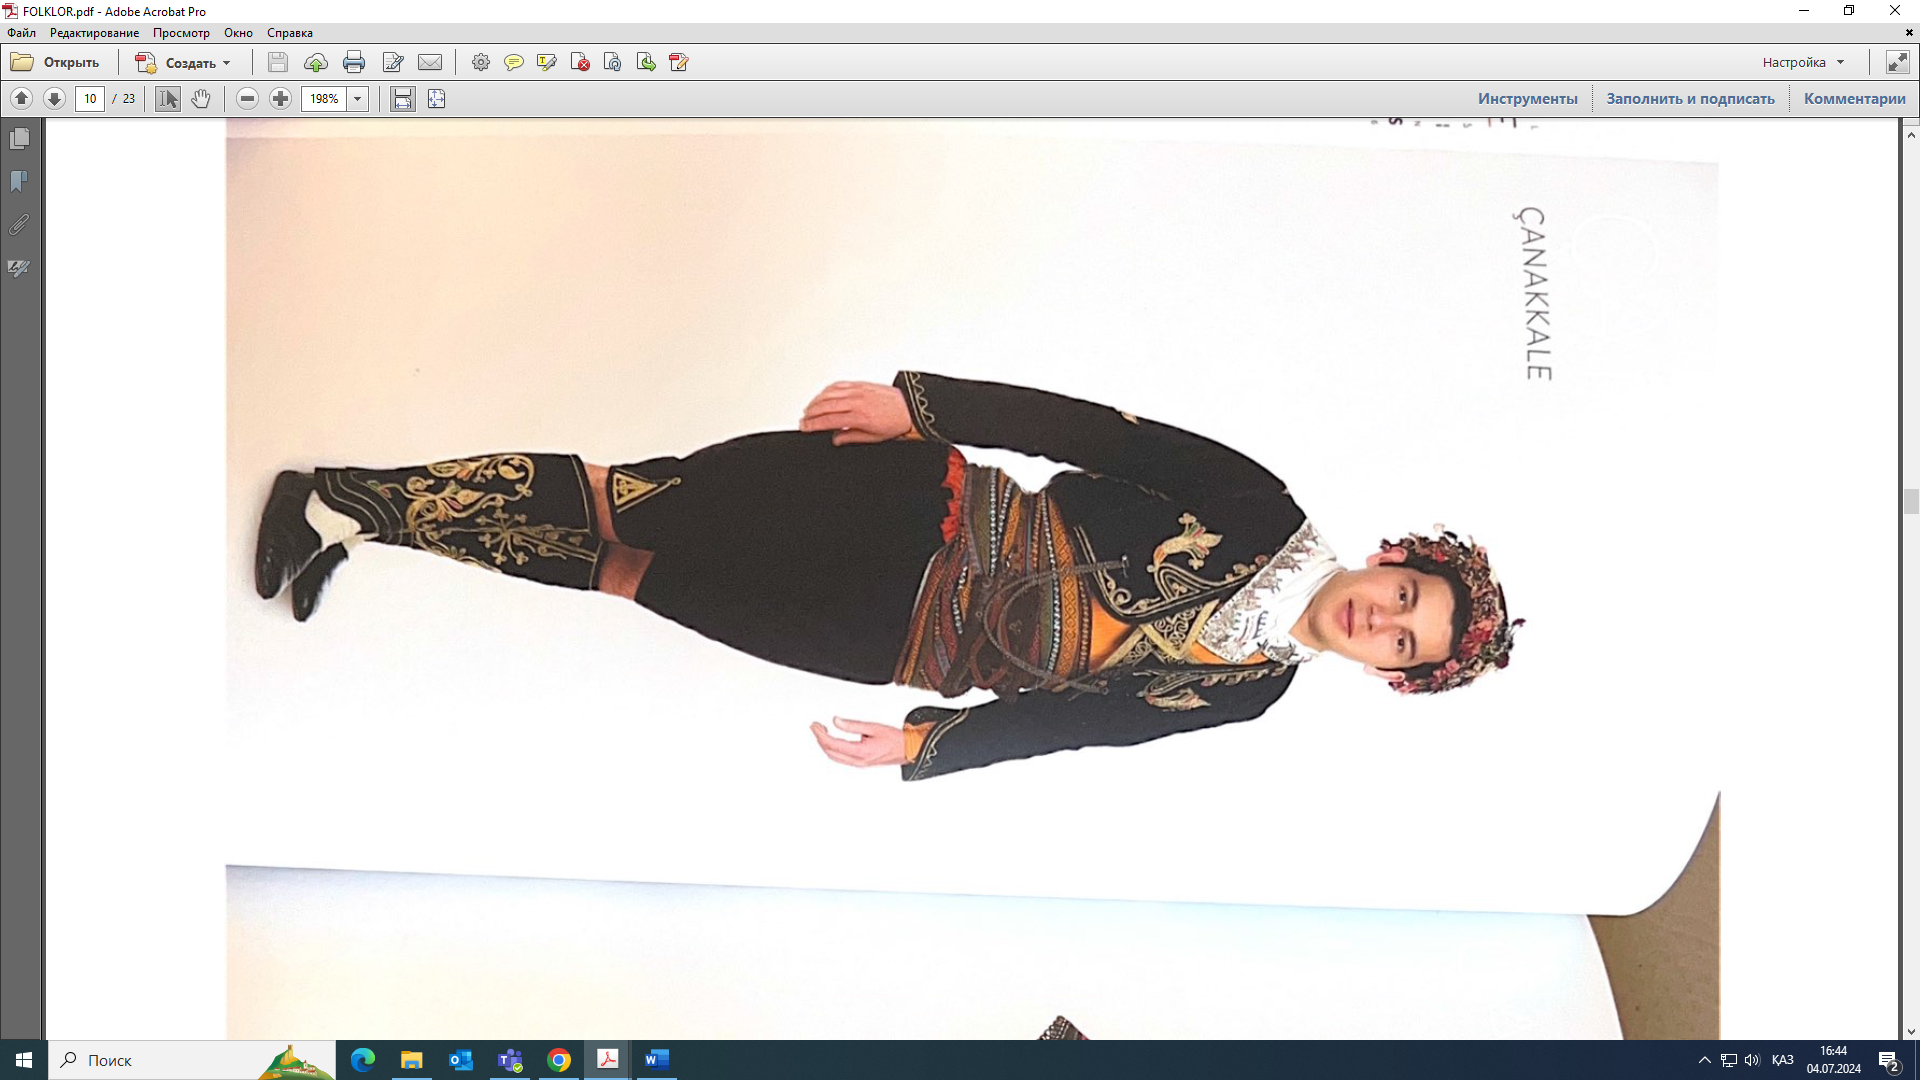 FOLKLOR.pdf - Adobe Acrobat Pro
Файл Редактирование Просмотр Окно Справка
Открыть Создать Настройка
10 / 23 198% Инструменты Заполнить и подписать Комментарии
ÇANAKKALE
Поиск
ҚАЗ
16:44
04.07.2024
2